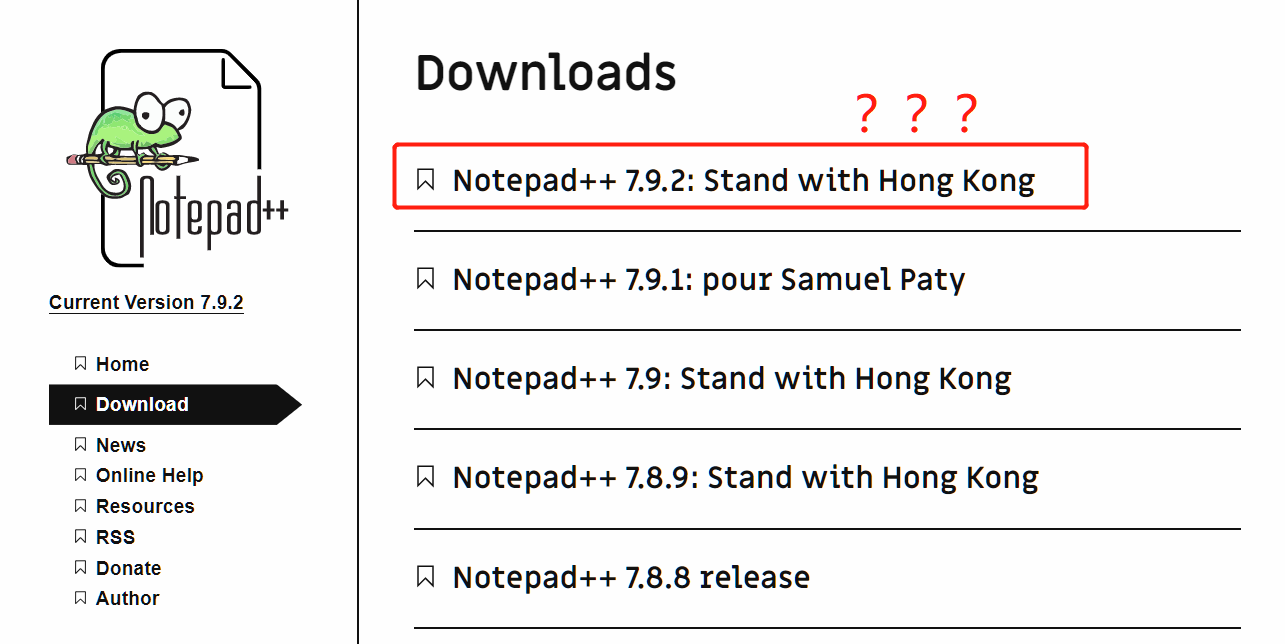 Notepad++
Current Version 7.9.2
Home
Download
News
Online Help
Resources
RSS
Donate
Author
Downloads
? ? ?
Notepad++ 7.9.2: Stand with Hong Kong
Notepad++ 7.9.1: pour Samuel Paty
Notepad++ 7.9: Stand with Hong Kong
Notepad++ 7.8.9: Stand with Hong Kong
Notepad++ 7.8.8 release